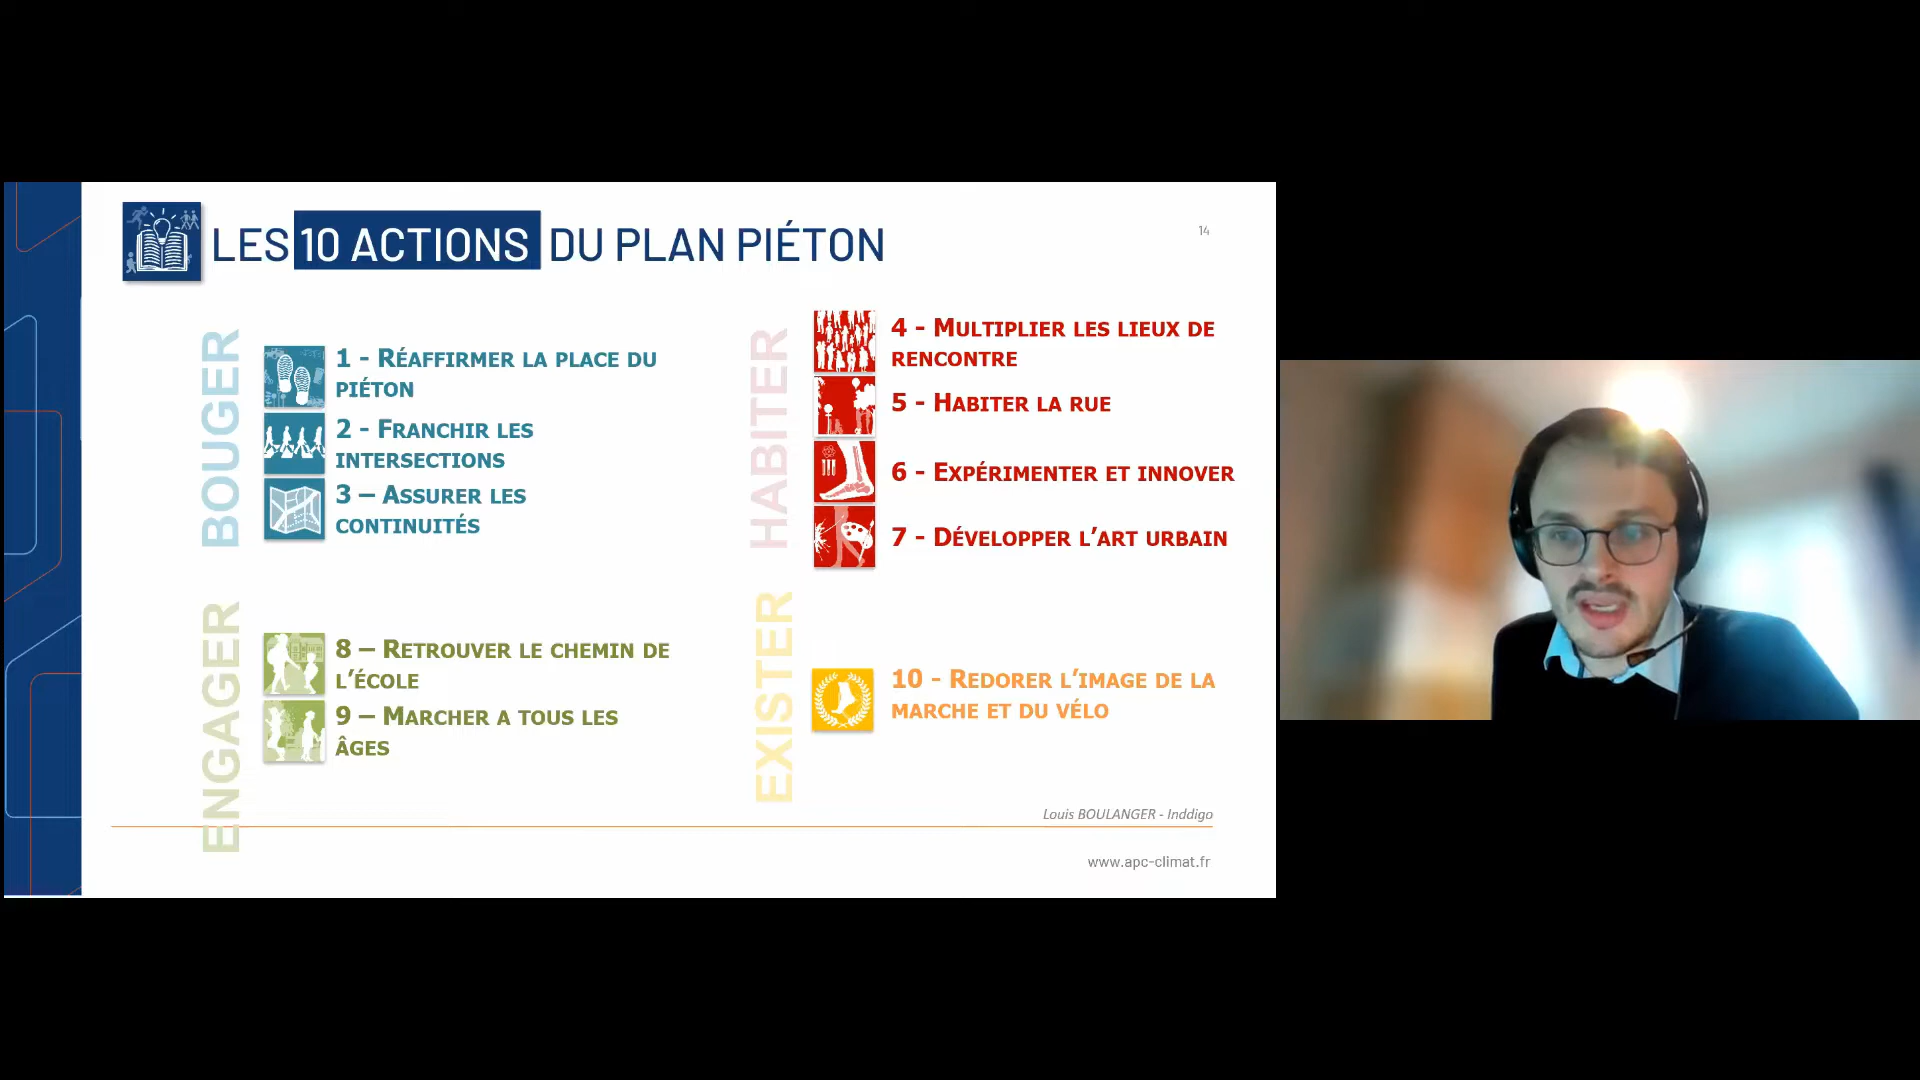 LES 10 ACTIONS DU PLAN PIÉTON
14
BOUGER
1 - RÉAFFIRMER LA PLACE DU
PIÉTON
2 - FRANCHIR LES
INTERSECTIONS
3 – ASSURER LES
CONTINUITÉS
HABITER
4 - MULTIPLIER LES LIEUX DE
RENCONTRE
5 - HABITER LA RUE
6 - EXPÉRIMENTER ET INNOVER
7 - DÉVELOPPER L’ART URBAIN
ENGAGER
8 – RETROUVER LE CHEMIN DE
L’ÉCOLE
9 – MARCHER A TOUS LES
ÂGES
EXISTER
10 - REDORER L’IMAGE DE LA
MARCHE ET DU VÉLO
Louis BOULANGER - Inddigo
www.apc-climat.fr